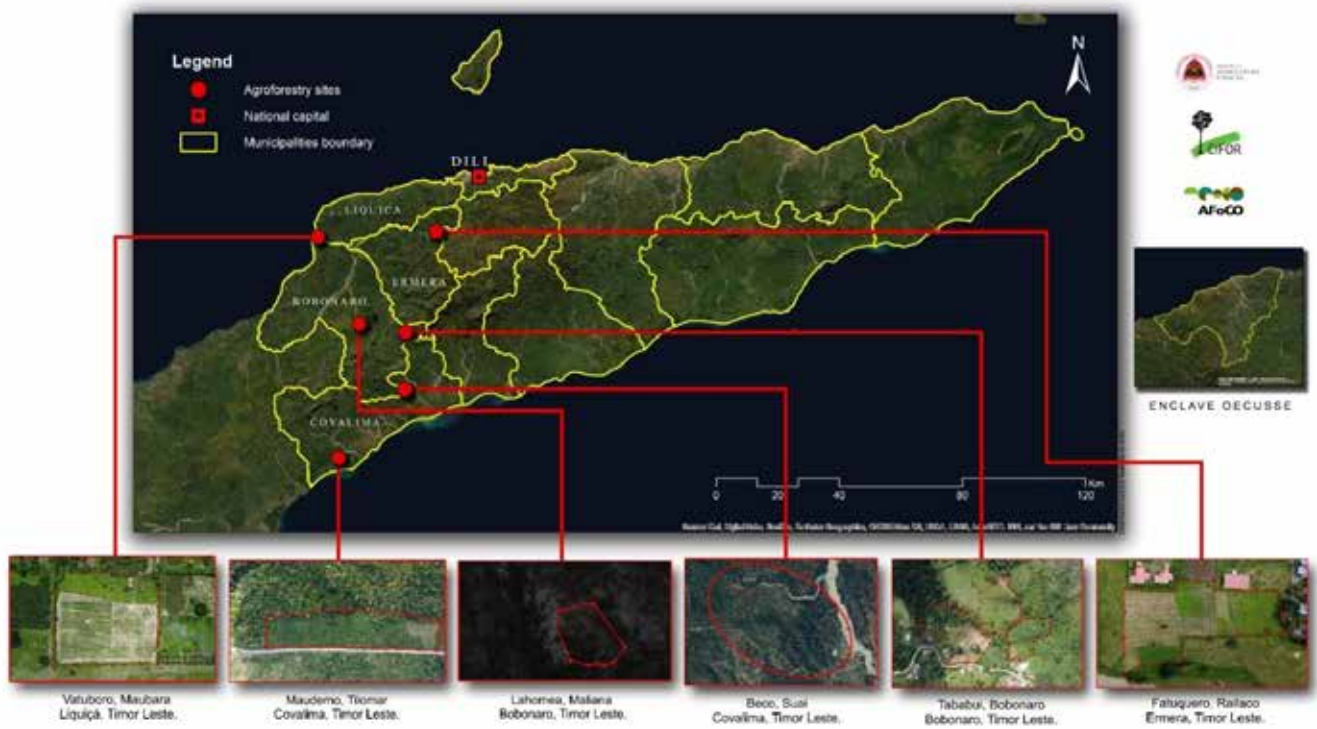 Legend
Agroforestry sites
National capital
Municipalities boundary
N
DILI
LIQUICA
ERMERA
BOBONARO
COVALIMA
0 20 40 80 120
Km
CIFOR
AFoCO
ENCLAVE OECUSSE
Vatuboro, Maubara
Liquiçá, Timor Leste.
Maudemo, Tilomar
Covalima, Timor Leste.
Lahomea, Maliana
Bobonaro, Timor Leste.
Beco, Suai
Covalima, Timor Leste.
Tababui, Bobonaro
Bobonaro, Timor Leste.
Fatuquero, Railaco
Ermera, Timor Leste.